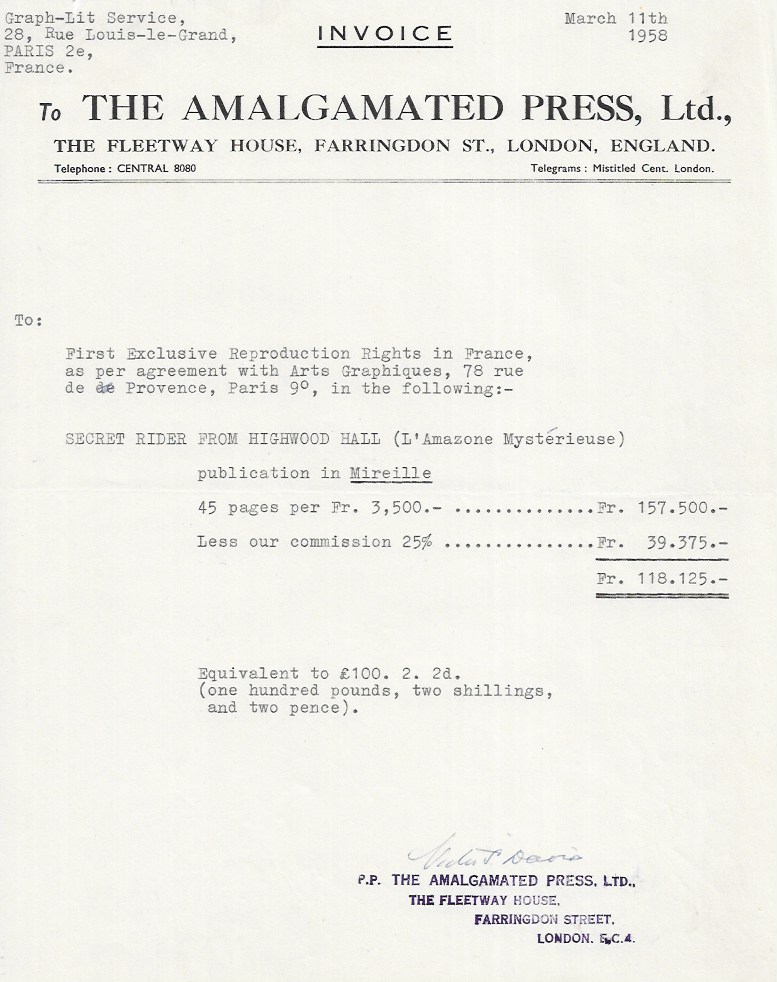 Graph-Lit Service,
28, Rue Louis-le-Grand,
PARIS 2e,
France.
INVOICE
March 11th
1958
To THE AMALGAMATED PRESS, Ltd.,
THE FLEETWAY HOUSE, FARRINGDON ST., LONDON, ENGLAND.
Telephone : CENTRAL 8080
Telegrams : Mistitled Cent. London.
To:
First Exclusive Reproduction Rights in France,
as per agreement with Arts Graphiques, 78 rue
de de Provence, Paris 9º, in the following:-
SECRET RIDER FROM HIGHWOOD HALL (L'Amazone Mystérieuse)
publication in Mireille
45 pages per Fr. 3,500.- ..............Fr. 157.500.-
Less our commission 25% ...............Fr. 39.375.-
Fr. 118.125.-
Equivalent to £100. 2. 2d.
(one hundred pounds, two shillings,
and two pence).
Davis
P.P. THE AMALGAMATED PRESS, LTD.,
THE FLEETWAY HOUSE,
FARRINGDON STREET,
LONDON. E.C.4.